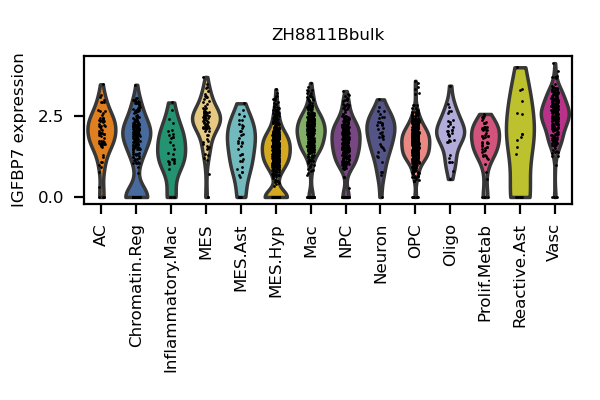 ZH8811Bbulk
IGFBP7 expression
2.5
0.0
AC
Chromatin.Reg
Inflammatory.Mac
MES
MES.Ast
MES.Hyp
Mac
NPC
Neuron
OPC
Oligo
Prolif.Metab
Reactive.Ast
Vasc